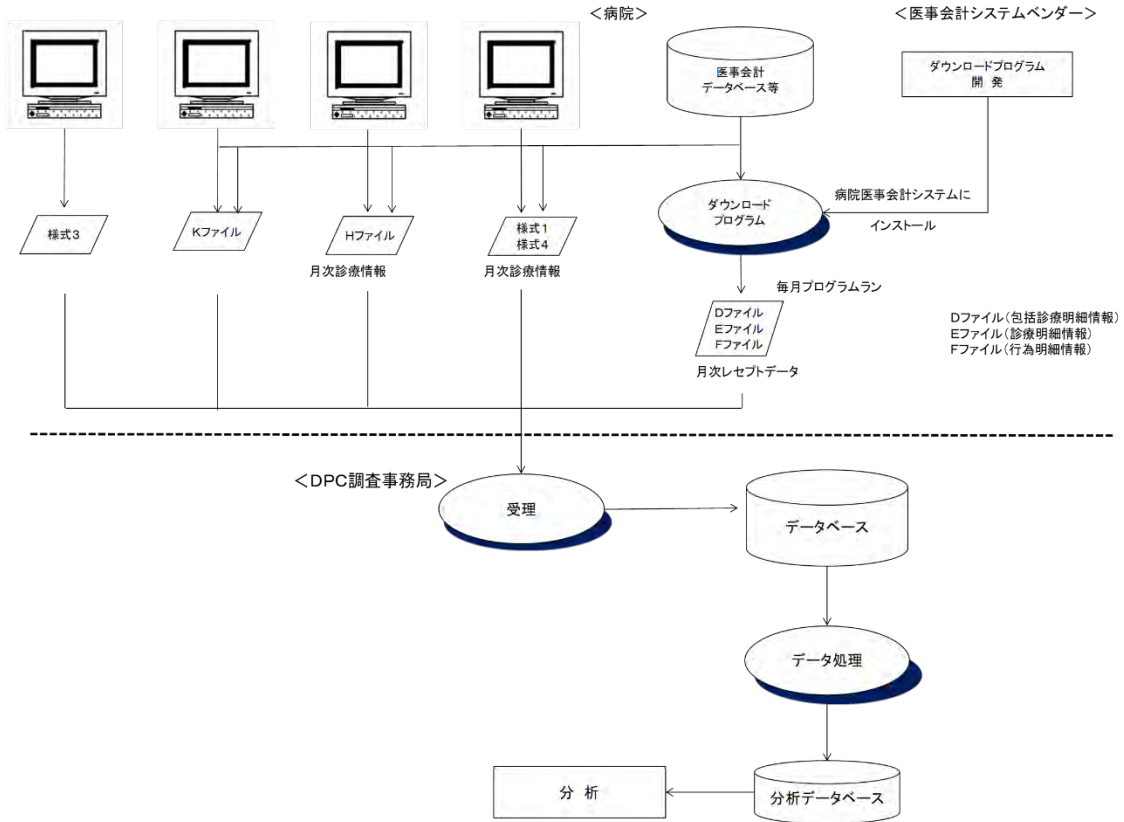 ＜病院＞
＜医事会計システムベンダー＞
医事会計
データベース等
ダウンロードプログラム
開 発
病院医事会計システムに
インストール
ダウンロード
プログラム
様式3
Kファイル
Hファイル
月次診療情報
様式1
様式4
月次診療情報
毎月プログラムラン
Dファイル
Eファイル
Fファイル
月次レセプトデータ
Dファイル（包括診療明細情報）
Eファイル（診療明細情報）
Fファイル（行為明細情報）
＜DPC調査事務局＞
受理
データベース
データ処理
分析データベース
分 析